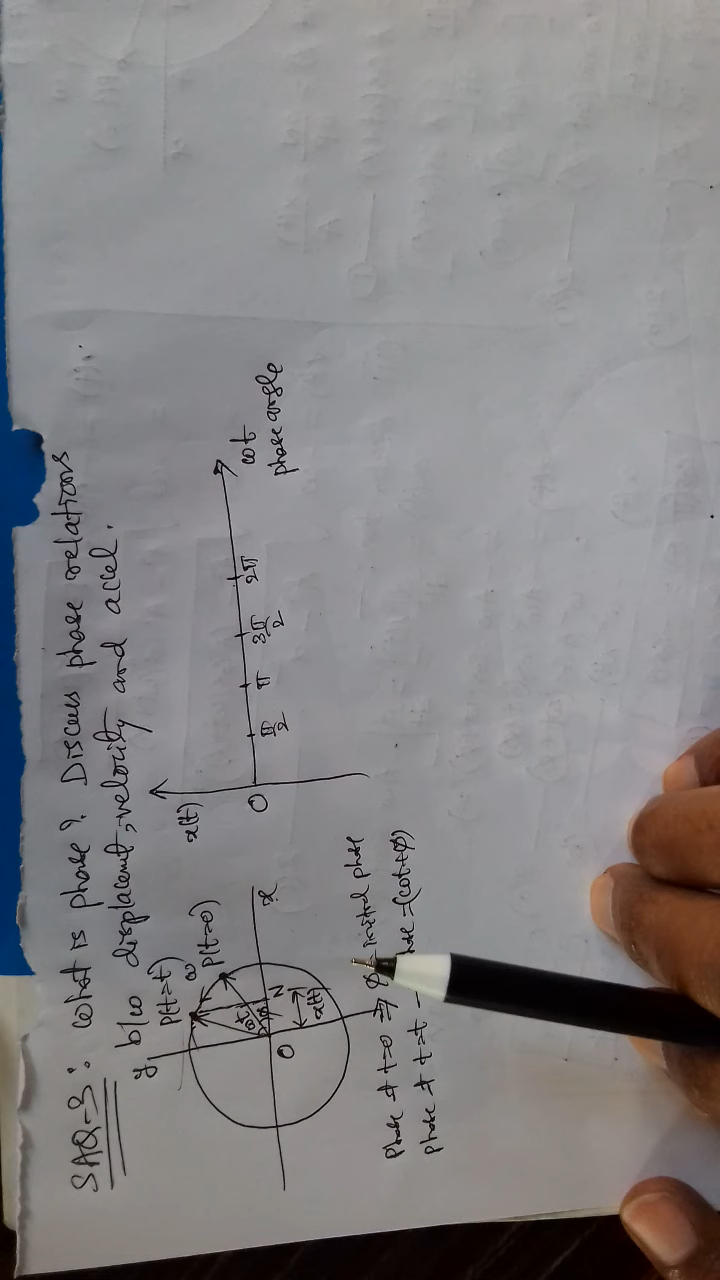 SAQ-3: What is phase? Discuss phase relations
b/w displacement, velocity and accel.
y
P(t=t)
ω
P(t=0)
ωt
φ
O
N
x
x(t)
x(t)
O
π/2
π
3π/2
2π
ωt
phase angle
Phase at t=0 ⇒ φ - initial phase
phase at t=t - =(ωt+φ)